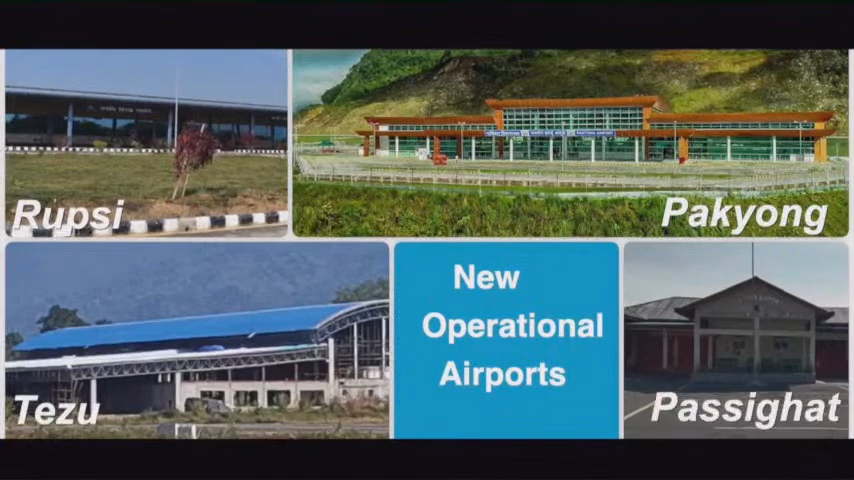 Rupsi
Pakyong
New
Operational
Airports
Tezu
Passighat